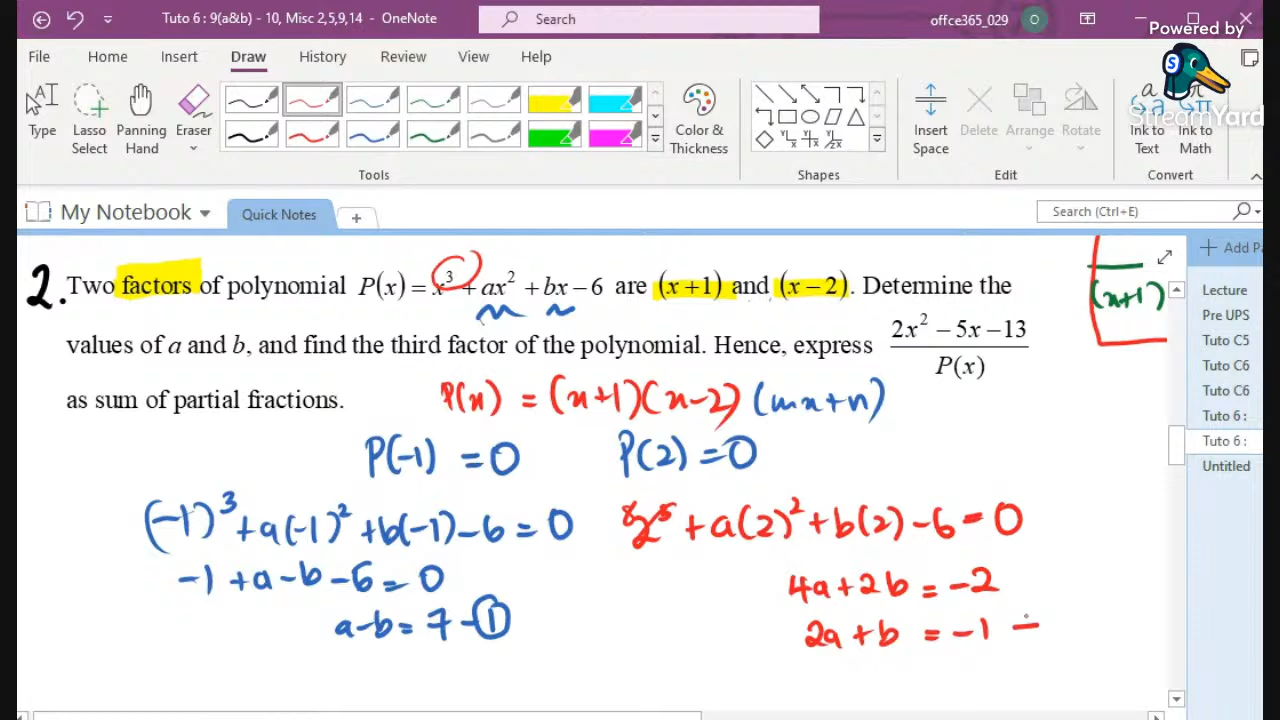 Tuto 6 : 9(a&b) - 10, Misc 2,5,9,14 - OneNote
Search
offce365_029
O
Powered by
StreamYard
File Home Insert Draw History Review View Help
Type
Lasso Select
Panning Hand
Eraser
Color & Thickness
Insert Space
Delete
Arrange
Rotate
Ink to Text
Ink to Math
Tools
Shapes
Edit
Convert
My Notebook
Quick Notes
Search (Ctrl+E)
Add Pa
Lecture
Pre UPS
Tuto C5
Tuto C6
Tuto C6
Tuto 6 :
Tuto 6 :
Untitled
(x+1)
2. Two factors of polynomial P(x) = x³ + ax² + bx − 6 are (x+1) and (x−2). Determine the
values of a and b, and find the third factor of the polynomial. Hence, express (2x² − 5x − 13)/P(x)
as sum of partial fractions.
P(x) = (x+1)(x-2)(mx+n)
P(-1) = 0 P(2) = 0
(-1)³ + a(-1)² + b(-1) - 6 = 0
+ a(2)² + b(2) - 6 = 0
-1 + a - b - 6 = 0
4a + 2b = -2
a - b = 7 - ①
2a + b = -1 -